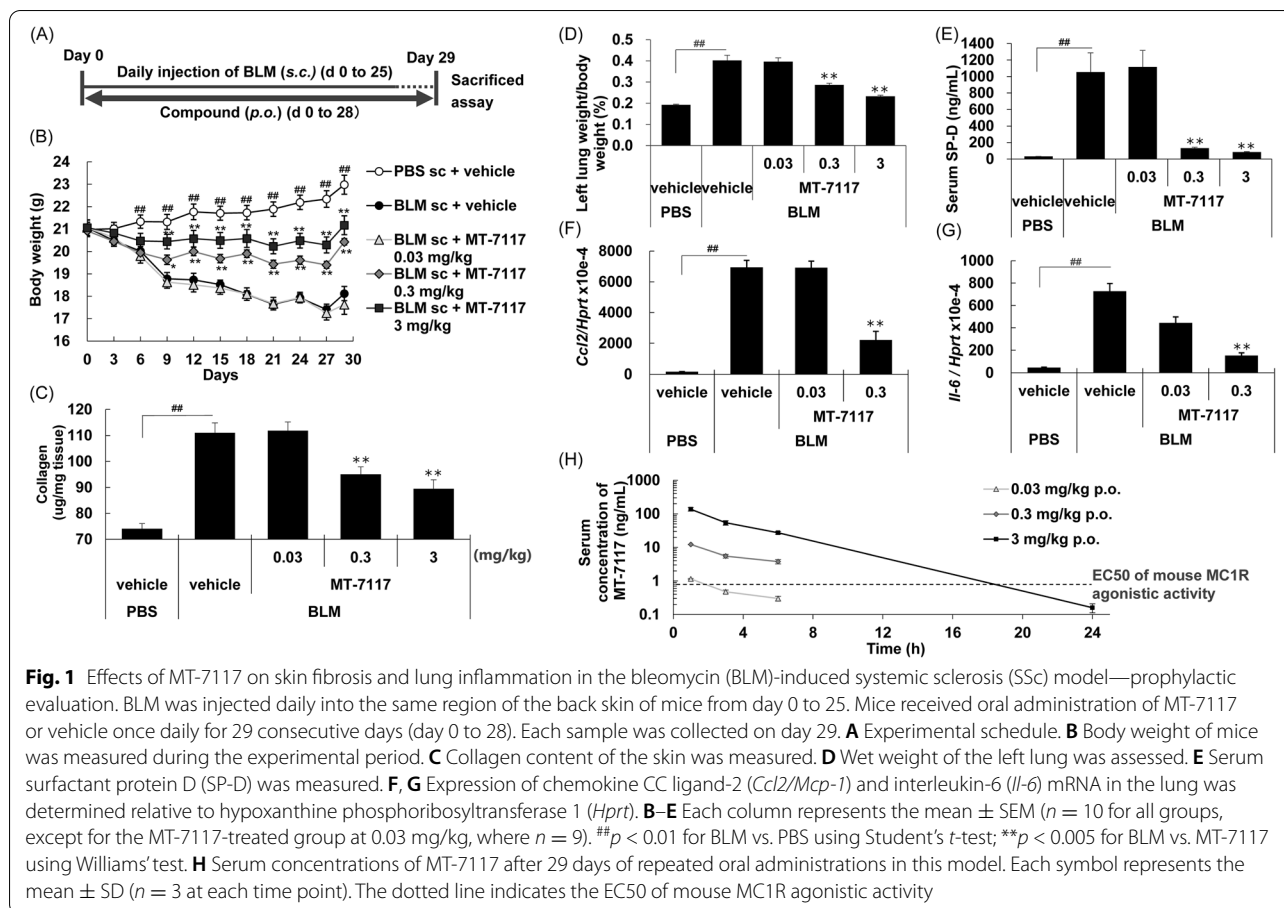 (A)
Day 0
Day 29
Daily injection of BLM (s.c.) (d 0 to 25)
Sacrificed
assay
Compound (p.o.) (d 0 to 28)
(B)
Body weight (g)
24
23
22
21
20
19
18
17
16
## ## ## ## ## ## ## ## ##
** ** ** ** ** ** ** **
** * ** ** ** ** ** ** **
0 3 6 9 12 15 18 21 24 27 30
Days
PBS sc + vehicle
BLM sc + vehicle
BLM sc + MT-7117
0.03 mg/kg
BLM sc + MT-7117
0.3 mg/kg
BLM sc + MT-7117
3 mg/kg
(C)
Collagen
(ug/mg tissue)
120
110
100
90
80
70
##
**
**
0.03 0.3 3 (mg/kg)
vehicle vehicle MT-7117
PBS BLM
(D)
Left lung weight/body
weight (%)
0.5
0.4
0.3
0.2
0.1
0.0
##
**
**
0.03 0.3 3
vehicle vehicle MT-7117
PBS BLM
(E)
Serum SP-D (ng/mL)
1400
1200
1000
800
600
400
200
0
##
**
**
0.03 0.3 3
vehicle vehicle MT-7117
PBS BLM
(F)
Ccl2/Hprt x10e-4
8000
6000
4000
2000
0
##
**
0.03 0.3
vehicle vehicle MT-7117
PBS BLM
(G)
Il-6 / Hprt x10e-4
1000
800
600
400
200
0
##
**
0.03 0.3
vehicle vehicle MT-7117
PBS BLM
(H)
Serum
concentration of
MT-7117 (ng/mL)
1000
100
10
1
0.1
0 4 8 12 16 20 24
Time (h)
0.03 mg/kg p.o.
0.3 mg/kg p.o.
3 mg/kg p.o.
EC50 of mouse MC1R
agonistic activity
Fig. 1 Effects of MT-7117 on skin fibrosis and lung inflammation in the bleomycin (BLM)-induced systemic sclerosis (SSc) model—prophylactic
evaluation. BLM was injected daily into the same region of the back skin of mice from day 0 to 25. Mice received oral administration of MT-7117
or vehicle once daily for 29 consecutive days (day 0 to 28). Each sample was collected on day 29. A Experimental schedule. B Body weight of mice
was measured during the experimental period. C Collagen content of the skin was measured. D Wet weight of the left lung was assessed. E Serum
surfactant protein D (SP-D) was measured. F, G Expression of chemokine CC ligand-2 (Ccl2/Mcp-1) and interleukin-6 (Il-6) mRNA in the lung was
determined relative to hypoxanthine phosphoribosyltransferase 1 (Hprt). B–E Each column represents the mean ± SEM (n = 10 for all groups,
except for the MT-7117-treated group at 0.03 mg/kg, where n = 9). ##p < 0.01 for BLM vs. PBS using Student's t-test; **p < 0.005 for BLM vs. MT-7117
using Williams' test. H Serum concentrations of MT-7117 after 29 days of repeated oral administrations in this model. Each symbol represents the
mean ± SD (n = 3 at each time point). The dotted line indicates the EC50 of mouse MC1R agonistic activity